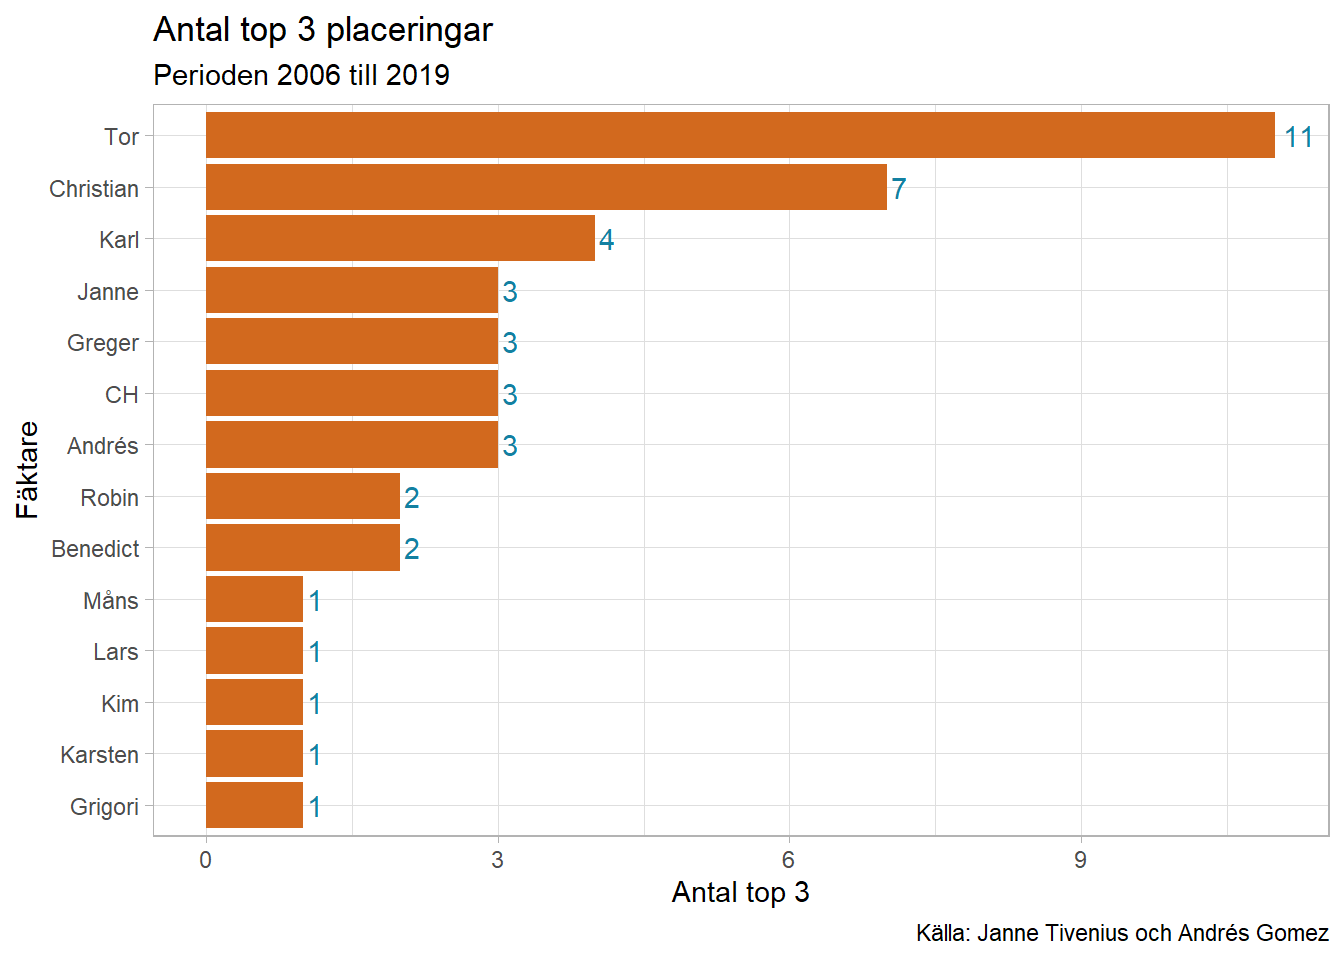 Antal top 3 placeringar
Perioden 2006 till 2019
Fäktare
Tor 11
Christian 7
Karl 4
Janne 3
Greger 3
CH 3
Andrés 3
Robin 2
Benedict 2
Måns 1
Lars 1
Kim 1
Karsten 1
Grigori 1
0 3 6 9
Antal top 3
Källa: Janne Tivenius och Andrés Gomez